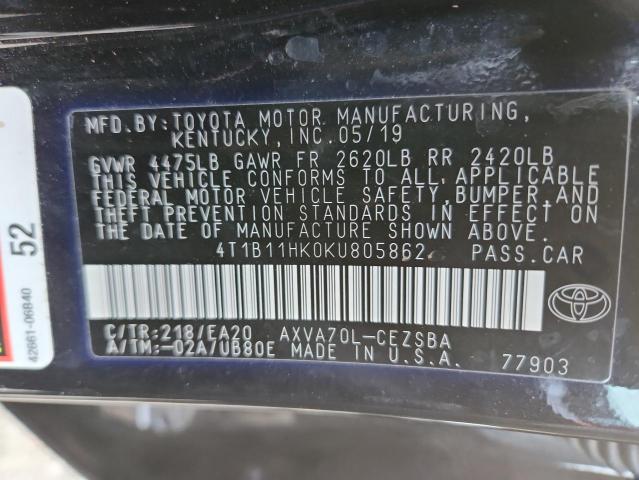 MFD.BY:TOYOTA MOTOR MANUFACTURING,
KENTUCKY,INC.05/19
GVWR 4475LB GAWR FR 2620LB RR 2420LB
THIS VEHICLE CONFORMS TO ALL APPLICABLE
FEDERAL MOTOR VEHICLE SAFETY,BUMPER,AND
THEFT PREVENTION STANDARDS IN EFFECT ON
THE DATE OF MANUFACTURE SHOWN ABOVE.
4T1B11HK0KU805862 PASS.CAR
C/TR:218/EA20 AXVA70L-CEZSBA
A/TM:-02A/UB80E MADE IN U.S.A. 77903
52
42661-06B40